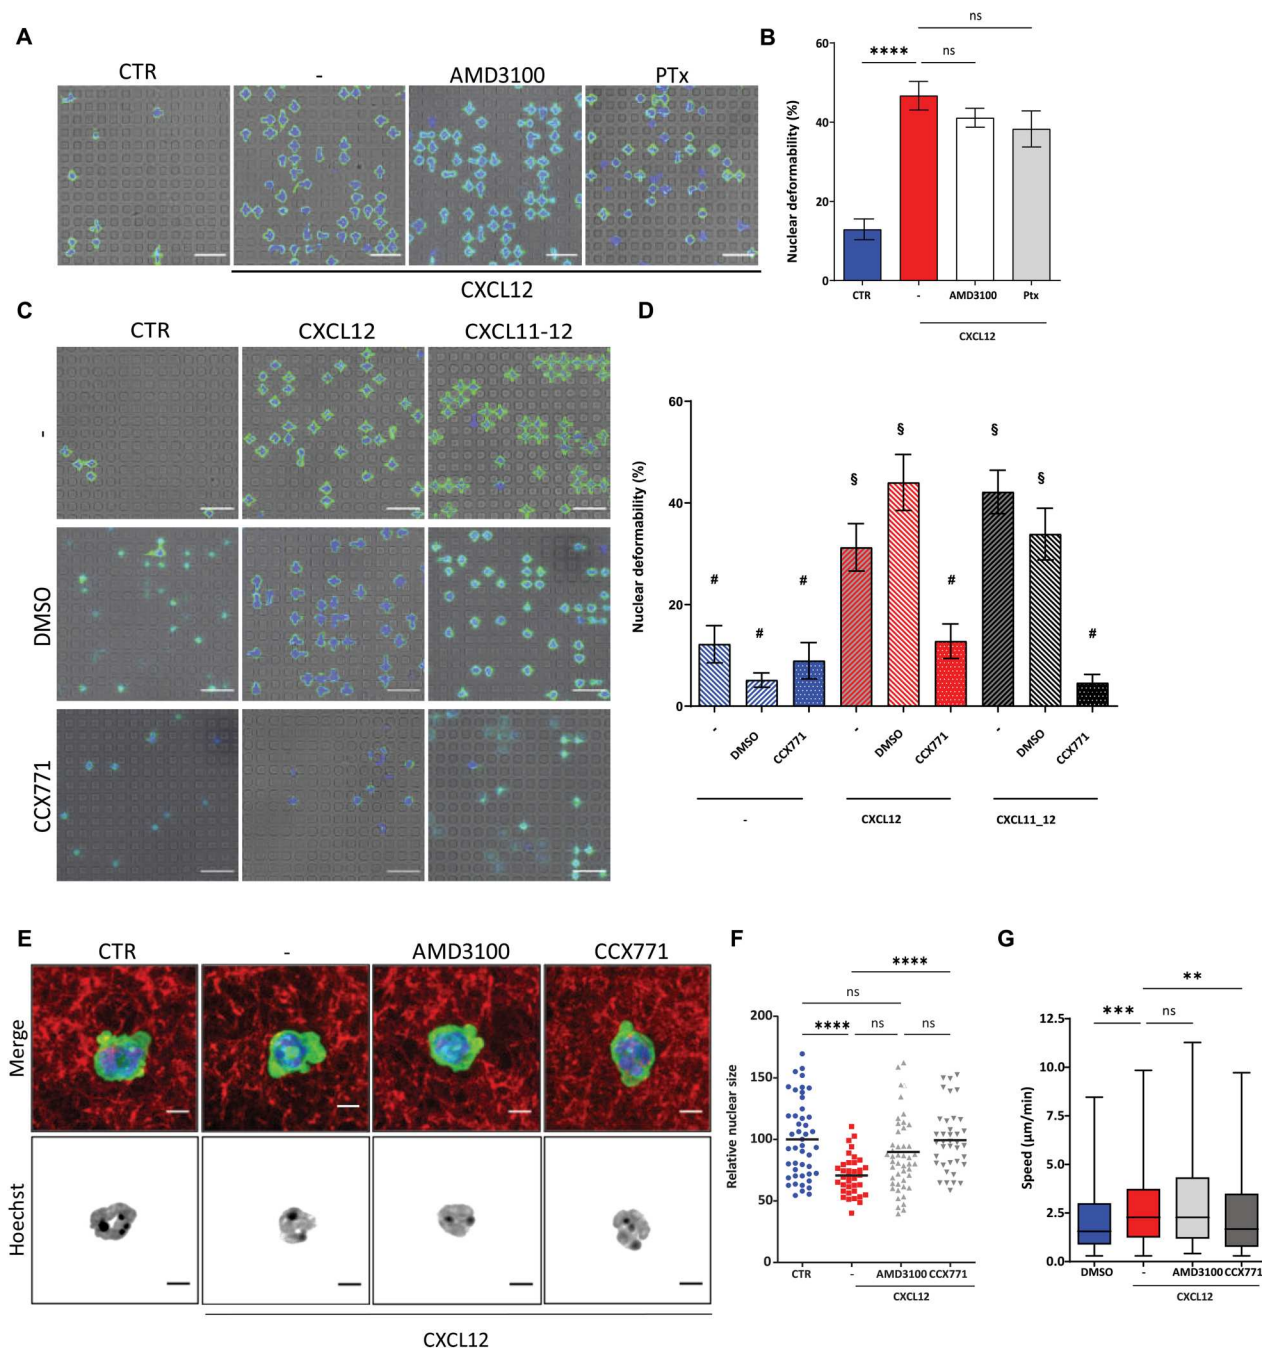 A
CTR
-
AMD3100
PTx
CXCL12
B
ns
**** ns
Nuclear deformability (%)
60
40
20
0
CTR
-
AMD3100
Ptx
CXCL12
C
CTR
CXCL12
CXCL11-12
-
DMSO
CCX771
D
Nuclear deformability (%)
60
40
20
0
# # # § § # § § #
-
DMSO
CCX771
-
DMSO
CCX771
-
DMSO
CCX771
-
CXCL12
CXCL11_12
E
CTR
-
AMD3100
CCX771
Merge
Hoechst
CXCL12
F
****
ns
**** ns ns
Relative nuclear size
200
150
100
50
0
CTR
-
AMD3100
CCX771
CXCL12
G
**
*** ns
Speed (µm/min)
12.5
10.0
7.5
5.0
2.5
0.0
DMSO
-
AMD3100
CCX771
CXCL12